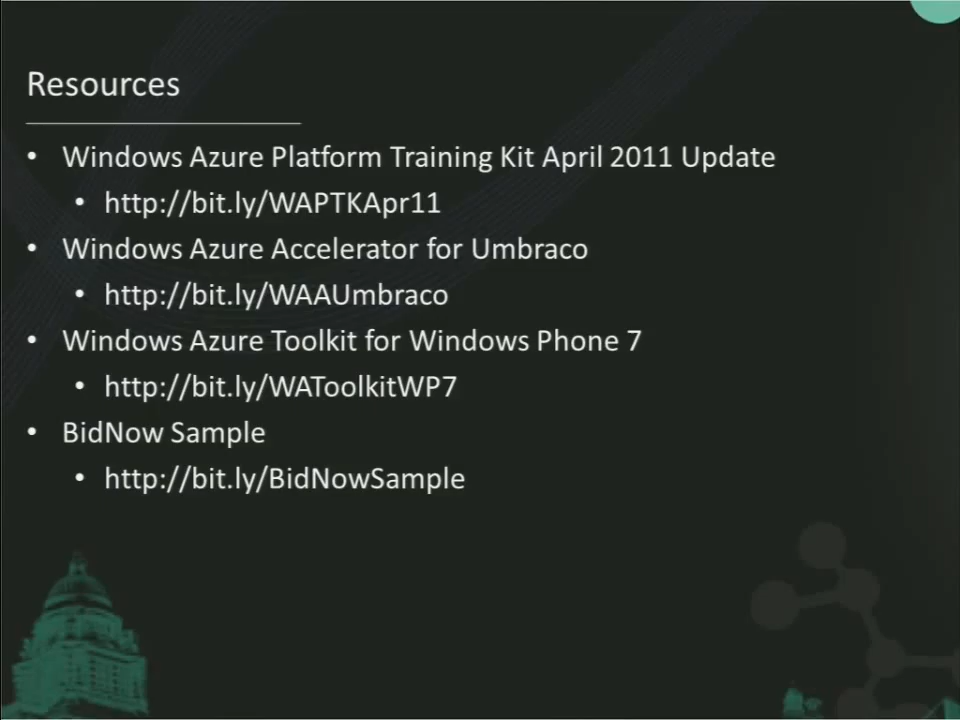 Resources
• Windows Azure Platform Training Kit April 2011 Update
• http://bit.ly/WAPTKApr11
• Windows Azure Accelerator for Umbraco
• http://bit.ly/WAAUmbraco
• Windows Azure Toolkit for Windows Phone 7
• http://bit.ly/WAToolkitWP7
• BidNow Sample
• http://bit.ly/BidNowSample